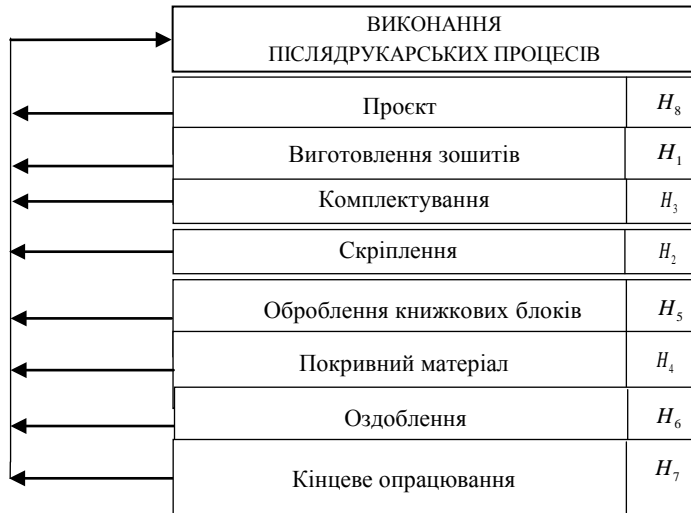 ВИКОНАННЯ
ПІСЛЯДРУКАРСЬКИХ ПРОЦЕСІВ
Проєкт H₈
Виготовлення зошитів H₁
Комплектування H₃
Скріплення H₂
Оброблення книжкових блоків H₅
Покривний матеріал H₄
Оздоблення H₆
Кінцеве опрацювання H₇